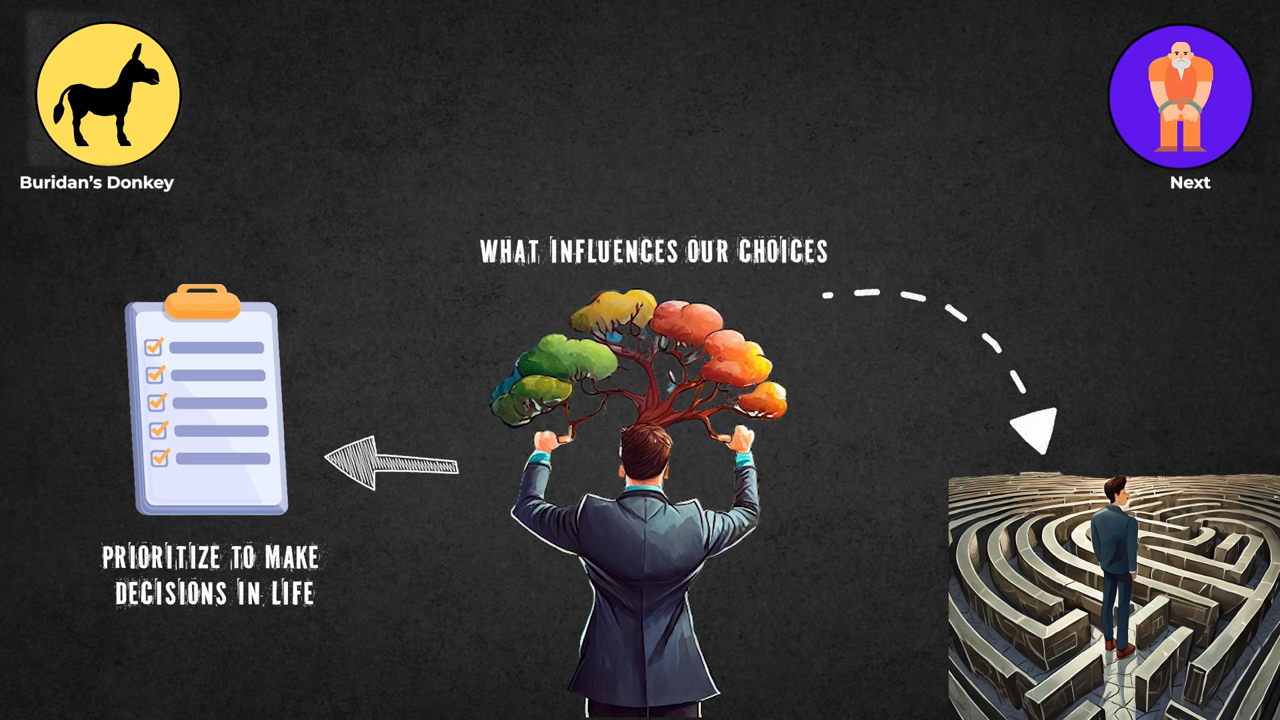 Buridan's Donkey
Next
WHAT INFLUENCES OUR CHOICES
PRIORITIZE TO MAKE
DECISIONS IN LIFE